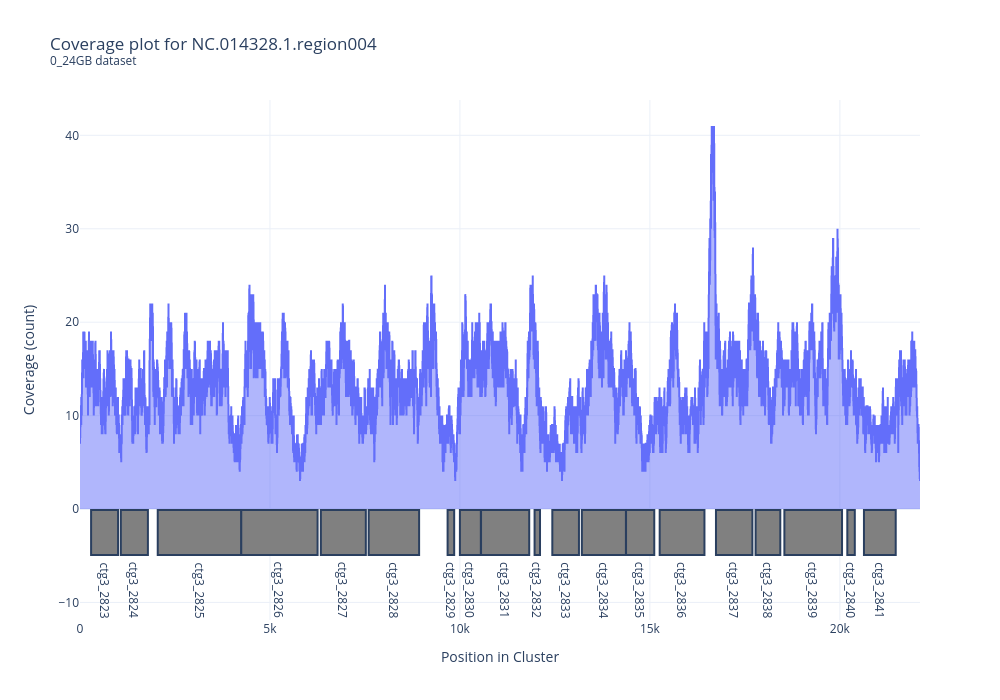 Coverage plot for NC.014328.1.region004
0_24GB dataset
Coverage (count)
40
30
20
10
0
−10
ctg3_2823
ctg3_2824
ctg3_2825
ctg3_2826
ctg3_2827
ctg3_2828
ctg3_2829
ctg3_2830
ctg3_2831
ctg3_2832
ctg3_2833
ctg3_2834
ctg3_2835
ctg3_2836
ctg3_2837
ctg3_2838
ctg3_2839
ctg3_2840
ctg3_2841
0 5k 10k 15k 20k
Position in Cluster